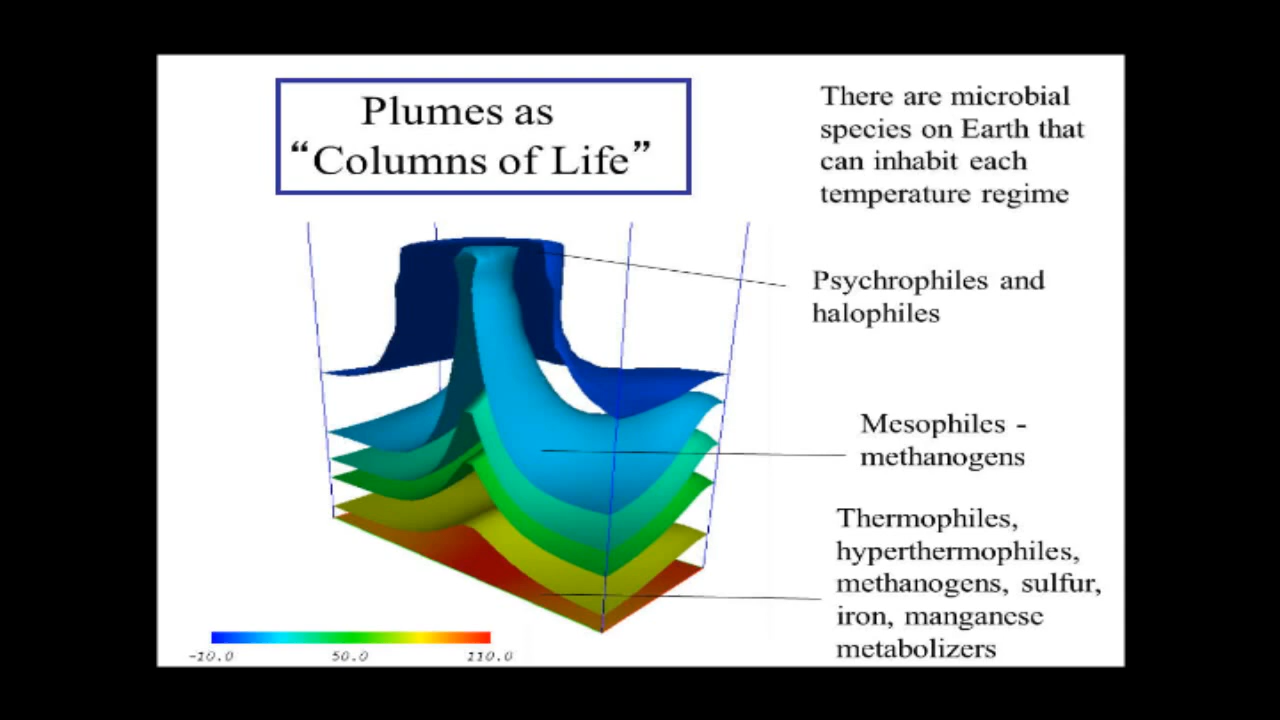 Plumes as
“Columns of Life”
There are microbial
species on Earth that
can inhabit each
temperature regime
Psychrophiles and
halophiles
Mesophiles -
methanogens
Thermophiles,
hyperthermophiles,
methanogens, sulfur,
iron, manganese
metabolizers
-10.0 50.0 110.0